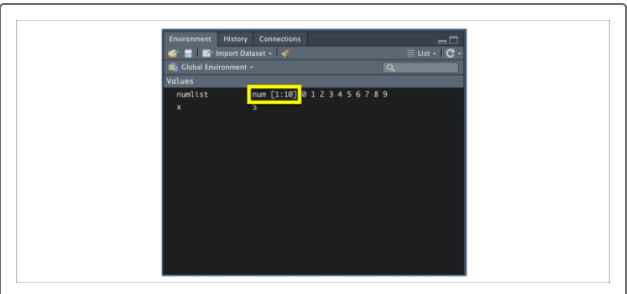 Environment History Connections
Import Dataset List
Global Environment
Values
numlist num [1:10] 0 1 2 3 4 5 6 7 8 9
x 5